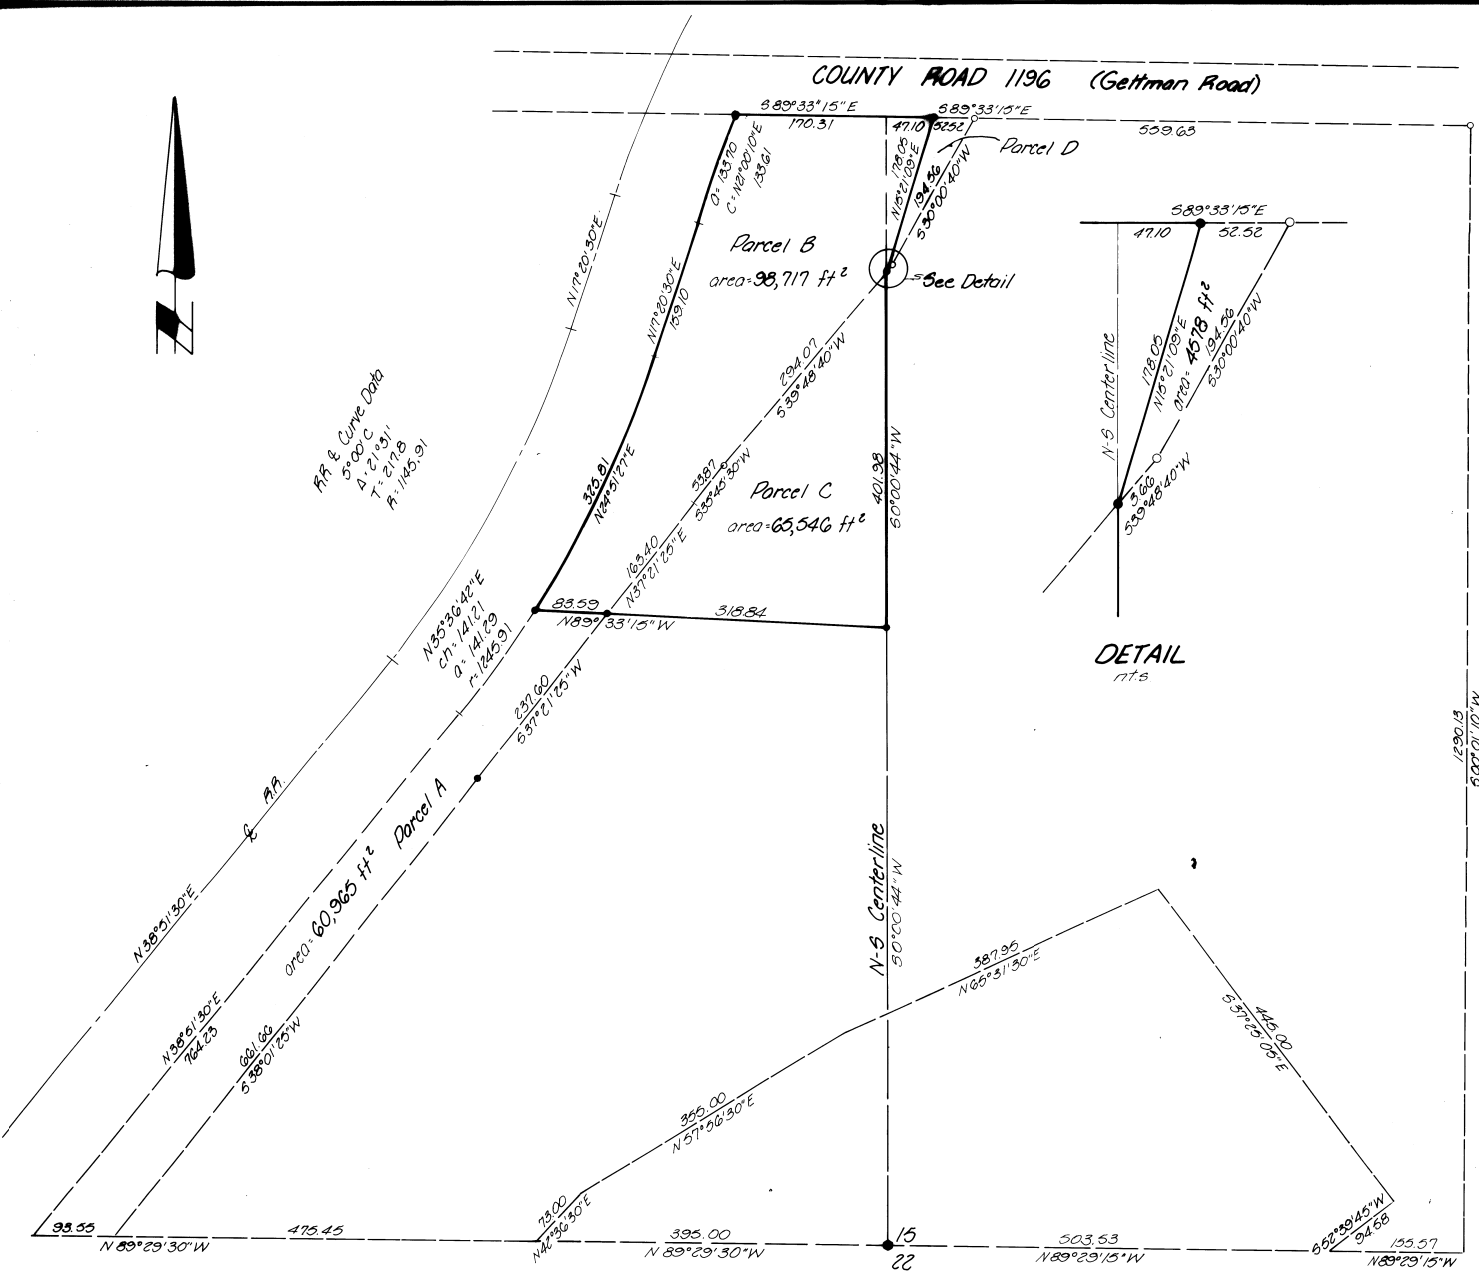 COUNTY ROAD 1196 (Gettman Road)
S89°33'15"E
170.31
S89°33'15"E
47.10
52.52
559.63
Parcel D
a=133.70
C=N21°00'10"E
133.61
178.05
N15°21'09"E
194.56
S30°00'40"W
Parcel B
area=98,717 ft²
See Detail
N17°20'30"E
N17°20'30"E
159.10
RR ℄ Curve Data
5°00'C
Δ=21°31'
T=217.8
R=1145.91
294.07
S39°48'40"W
325.81
N24°51'27"E
53.87
S35°45'30"W
Parcel C
area=65,546 ft²
401.98
S0°00'44"W
163.40
N37°21'25"E
83.59
318.84
N89°33'15"W
N35°36'42"E
ch=141.21
a=141.29
r=1245.91
237.60
S37°21'25"W
S89°33'15"E
47.10
52.52
N-S Centerline
178.05
N15°21'09"E
area=4578 ft²
194.56
S30°00'40"W
3.66
S39°48'40"W
DETAIL
nts
1290.13
S00°01'10"W
℄ R.R.
Parcel A
area=60,965 ft²
N38°51'30"E
N38°51'30"E
764.23
661.66
S38°01'25"W
N-S Centerline
S0°00'44"W
387.95
N65°31'30"E
445.00
S37°25'05"E
355.00
N57°56'30"E
73.00
N42°36'30"E
S52°39'45"W
94.58
93.55
N89°29'30"W
475.45
395.00
N89°29'30"W
15
22
503.53
N89°29'15"W
155.57
N89°29'15"W